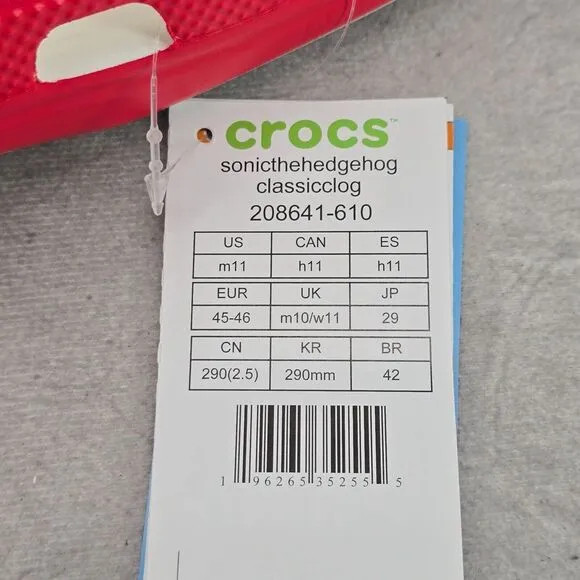 crocs™
sonicthehedgehog
classicclog
208641-610
US CAN ES
m11 h11 h11
EUR UK JP
45-46 m10/w11 29
CN KR BR
290(2.5) 290mm 42
1 96265 35255 5